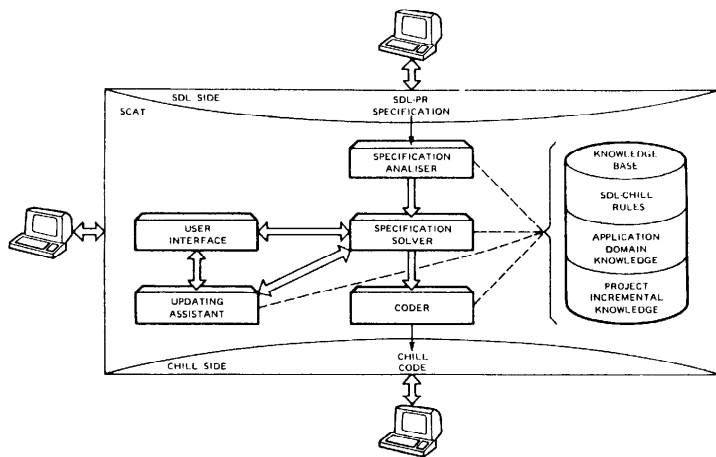 SDL SIDE
SCAT
SDL-PR
SPECIFICATION
SPECIFICATION
ANALISER
USER
INTERFACE
SPECIFICATION
SOLVER
UPDATING
ASSISTANT
CODER
KNOWLEDGE
BASE
SDL-CHILL
RULES
APPLICATION
DOMAIN
KNOWLEDGE
PROJECT
INCREMENTAL
KNOWLEDGE
CHILL SIDE
CHILL
CODE